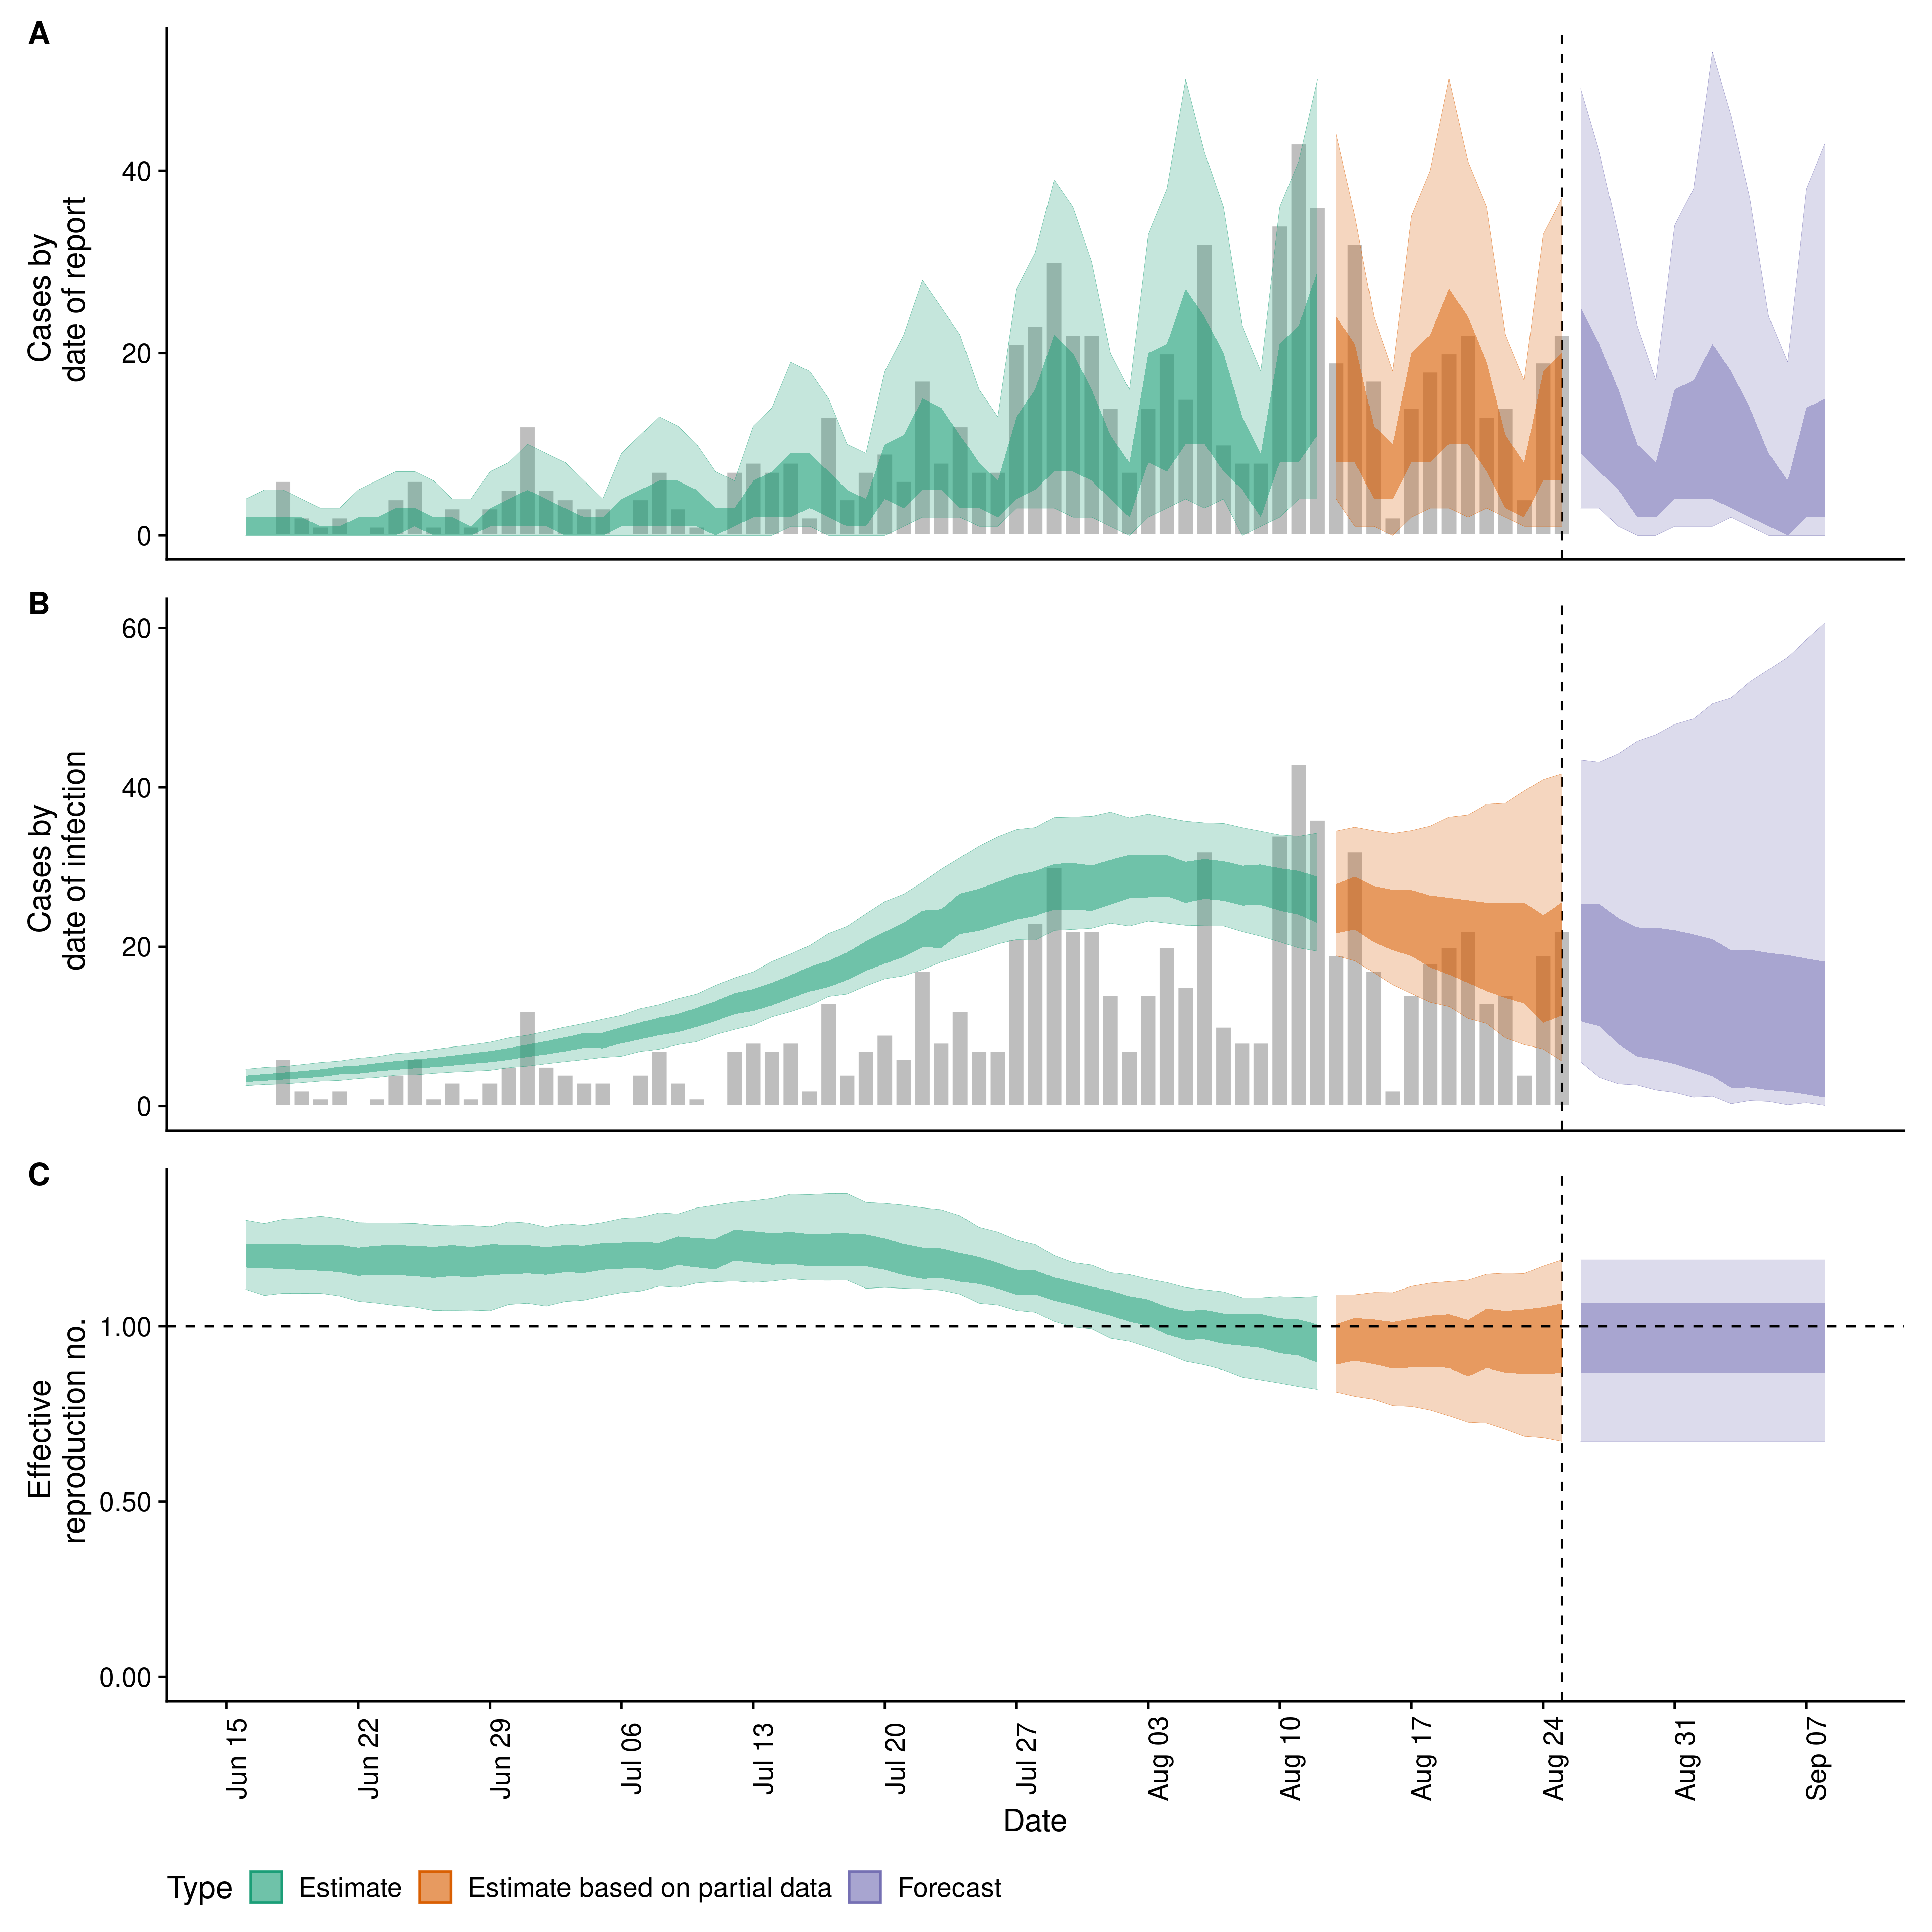 A
Cases by
date of report
40
20
0
B
Cases by
date of infection
60
40
20
0
C
Effective
reproduction no.
1.00
0.50
0.00
Jun 15
Jun 22
Jun 29
Jul 06
Jul 13
Jul 20
Jul 27
Aug 03
Aug 10
Aug 17
Aug 24
Aug 31
Sep 07
Date
Type Estimate Estimate based on partial data Forecast